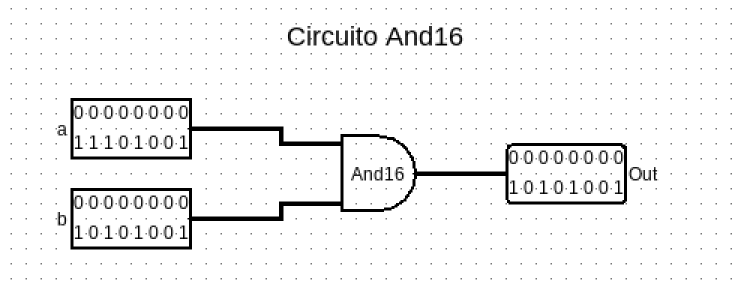 Circuito And16
a
0 0 0 0 0 0 0 0
1 1 1 0 1 0 0 1
b
0 0 0 0 0 0 0 0
1 0 1 0 1 0 0 1
And16
0 0 0 0 0 0 0 0
1 0 1 0 1 0 0 1
Out